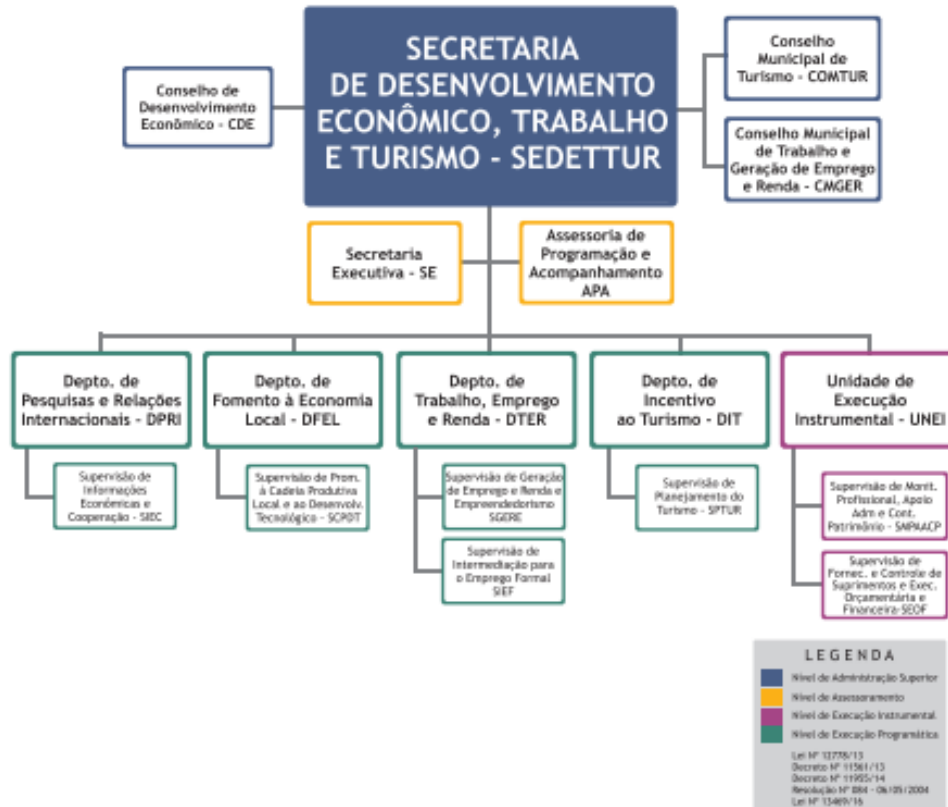 SECRETARIA
DE DESENVOLVIMENTO
ECONÔMICO, TRABALHO
E TURISMO - SEDETTUR
Conselho de
Desenvolvimento
Econômico - CDE
Conselho
Municipal de
Turismo - COMTUR
Conselho Municipal
de Trabalho e
Geração de Emprego
e Renda - CMGER
Secretaria
Executiva - SE
Assessoria de
Programação e
Acompanhamento
APA
Depto. de
Pesquisas e Relações
Internacionais - DPRI
Depto. de
Fomento à Economia
Local - DFEL
Depto. de
Trabalho, Emprego
e Renda - DTER
Depto. de
Incentivo
ao Turismo - DIT
Unidade de
Execução
Instrumental - UNEI
Supervisão de
Informações
Econômicas e
Cooperação - SIEC
Supervisão de Prom.
à Cadeia Produtiva
Local e ao Desenvolv.
Tecnológico - SCPDT
Supervisão de Geração
de Emprego e Renda e
Empreendedorismo
SGERE
Supervisão de
Intermediação para
o Emprego Formal
SIEF
Supervisão de
Planejamento do
Turismo - SPTUR
Supervisão de Monit.
Profissional, Apoio
Adm e Cont.
Patrimônio - SMPAACP
Supervisão de
Fornec. e Controle de
Suprimentos e Exec.
Orçamentária e
Financeira-SEOF
LEGENDA
Nível de Administração Superior
Nível de Assessoramento
Nível de Execução Instrumental
Nível de Execução Programática
Lei Nº 12778/13
Decreto Nº 11561/13
Decreto Nº 11955/14
Resolução Nº 084 - 06/05/2004
Lei Nº 13469/16